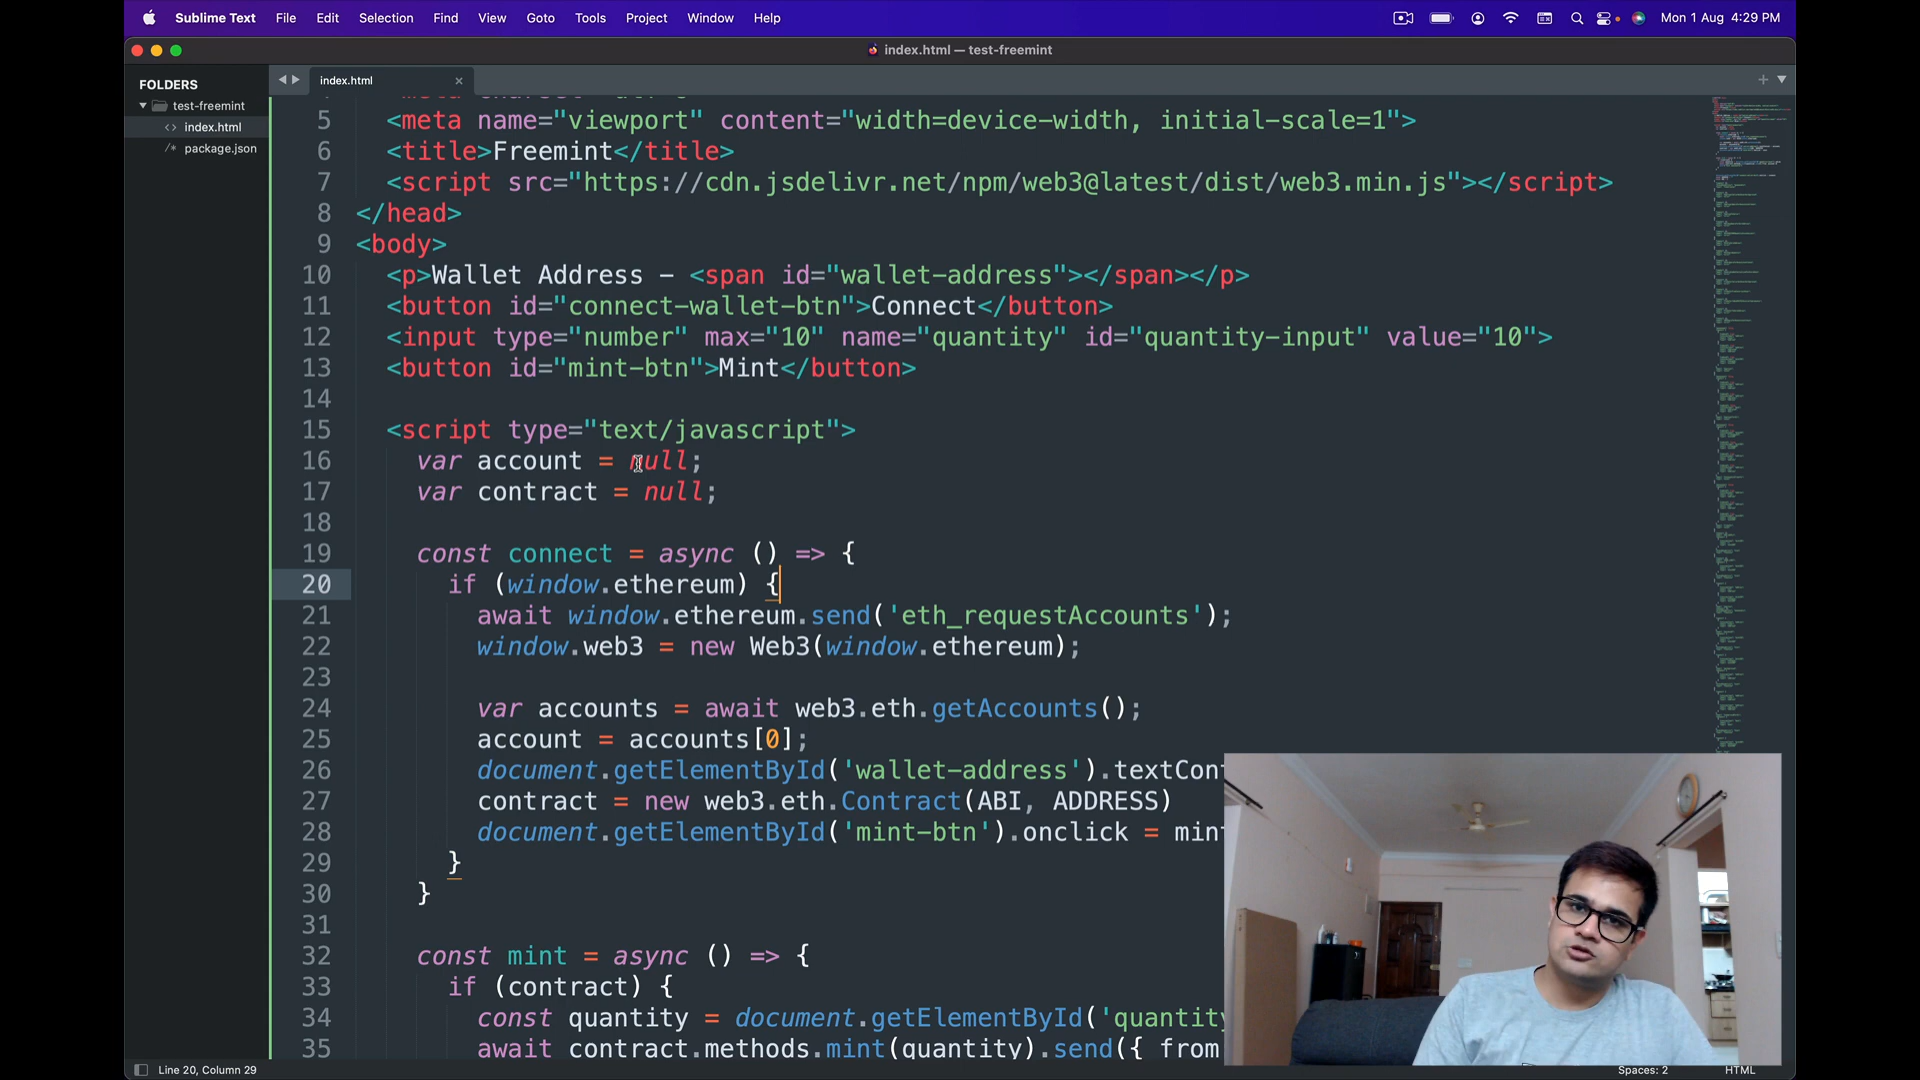 Sublime Text File Edit Selection Find View Goto Tools Project Window Help Mon 1 Aug 4:29 PM
index.html — test-freemint
FOLDERS
test-freemint
<> index.html
/* package.json
index.html
5 <meta name="viewport" content="width=device-width, initial-scale=1">
6 <title>Freemint</title>
7 <script src="https://cdn.jsdelivr.net/npm/web3@latest/dist/web3.min.js"></script>
8 </head>
9 <body>
10 <p>Wallet Address – <span id="wallet-address"></span></p>
11 <button id="connect-wallet-btn">Connect</button>
12 <input type="number" max="10" name="quantity" id="quantity-input" value="10">
13 <button id="mint-btn">Mint</button>
14
15 <script type="text/javascript">
16 var account = null;
17 var contract = null;
18
19 const connect = async () => {
20 if (window.ethereum) {
21 await window.ethereum.send('eth_requestAccounts');
22 window.web3 = new Web3(window.ethereum);
23
24 var accounts = await web3.eth.getAccounts();
25 account = accounts[0];
26 document.getElementById('wallet-address').textCont
27 contract = new web3.eth.Contract(ABI, ADDRESS)
28 document.getElementById('mint-btn').onclick = mint
29 }
30 }
31
32 const mint = async () => {
33 if (contract) {
34 const quantity = document.getElementById('quantity
35 await contract.methods.mint(quantity).send({ from
Line 20, Column 29 Spaces: 2 HTML